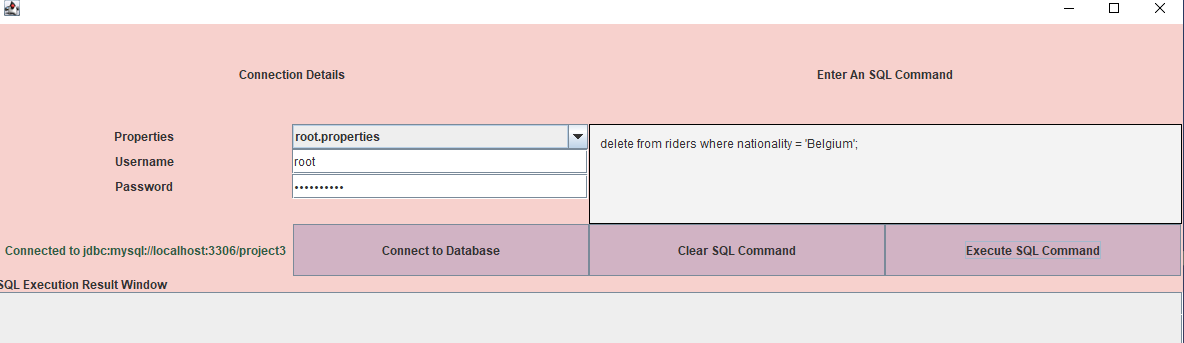 Connection Details
Enter An SQL Command
Properties
root.properties
delete from riders where nationality = 'Belgium';
Username
root
Password
••••••••••
Connected to jdbc:mysql://localhost:3306/project3
Connect to Database
Clear SQL Command
Execute SQL Command
SQL Execution Result Window